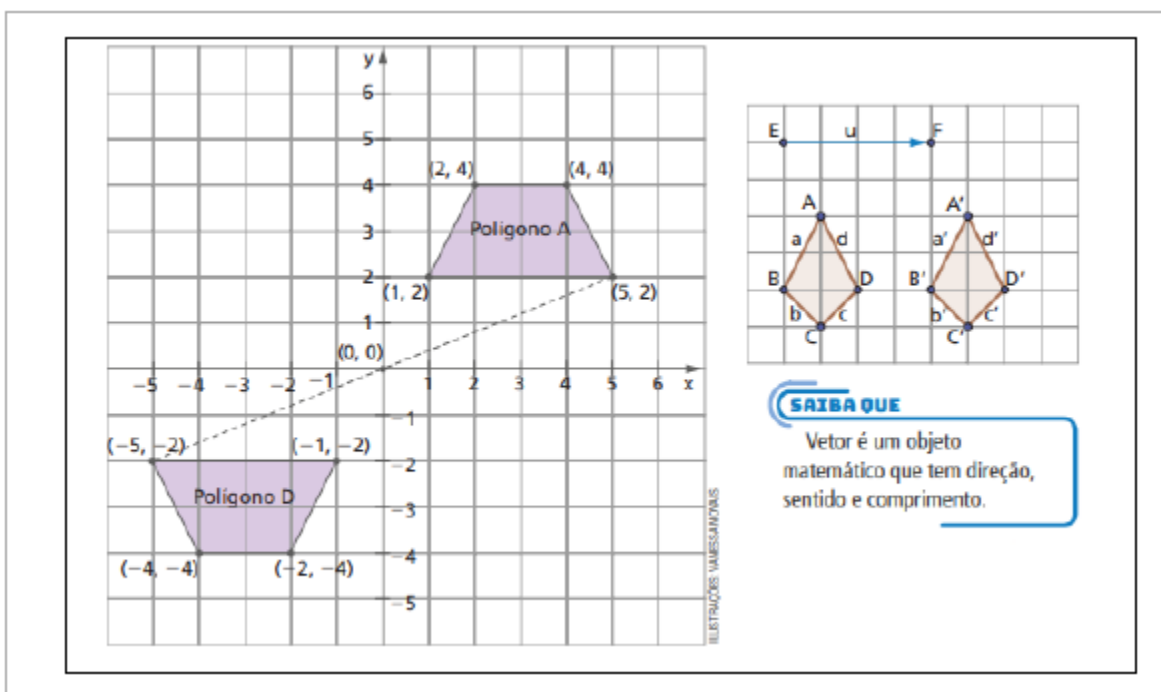 y
6
5
(2, 4) (4, 4)
4
Polígono A
3
2
(1, 2) (5, 2)
1
(0, 0)
−5 −4 −3 −2 −1 1 2 3 4 5 6 x
−1
(−5, −2) (−1, −2)
−2
Polígono D
−3
−4
(−4, −4) (−2, −4)
−5
ILUSTRAÇÕES: VANESSA NOVAIS
E u F
A A'
a d a' d'
B D B' D'
b c b' c'
C C'
SAIBA QUE
Vetor é um objeto
matemático que tem direção,
sentido e comprimento.